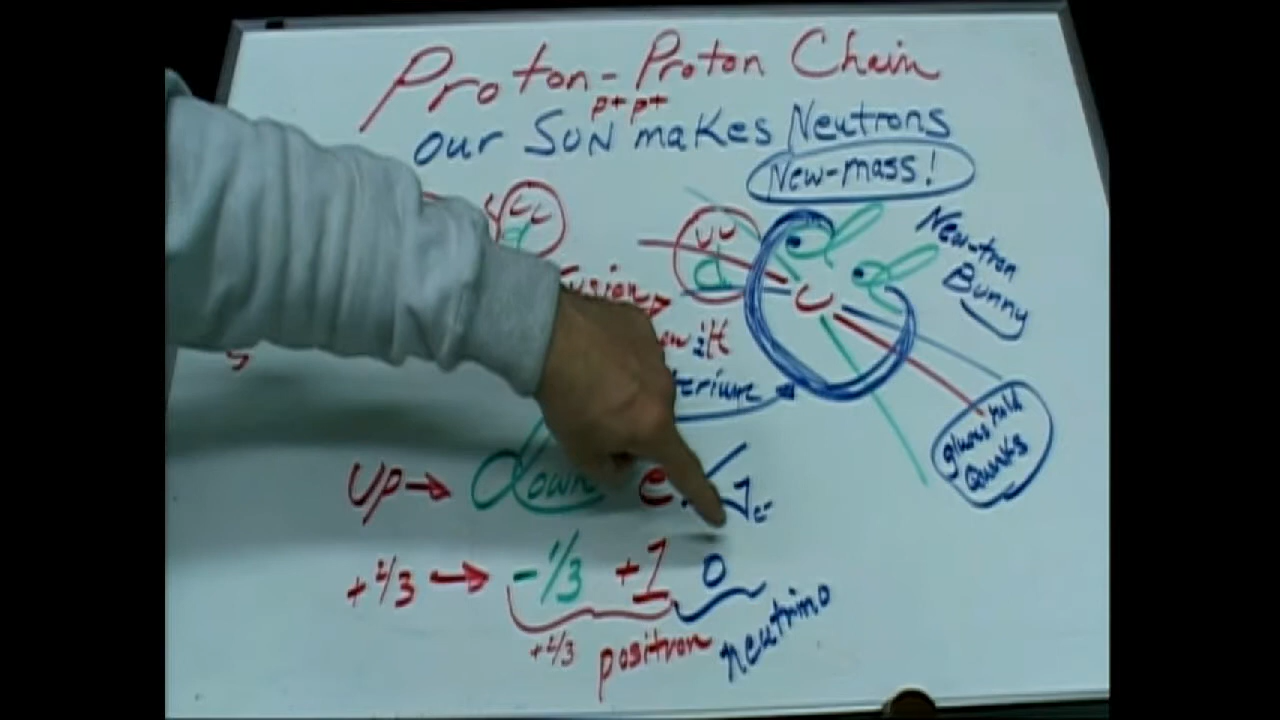 Proton-Proton Chain
p+ p+
our SUN makes Neutrons
New-mass!
u u
d
u u
d
u
New-tron
Bunny
gluons hold
Quarks
up → down e
e-
+2/3 → -1/3 +1 0
+2/3 positron neutrino